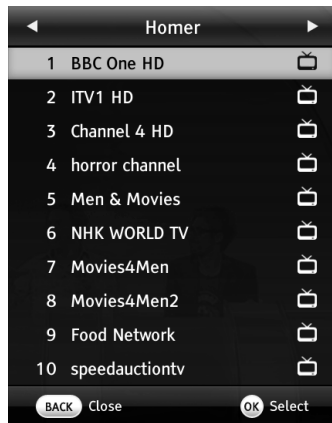 Homer
1 BBC One HD
2 ITV1 HD
3 Channel 4 HD
4 horror channel
5 Men & Movies
6 NHK WORLD TV
7 Movies4Men
8 Movies4Men2
9 Food Network
10 speedauctiontv
BACK Close OK Select